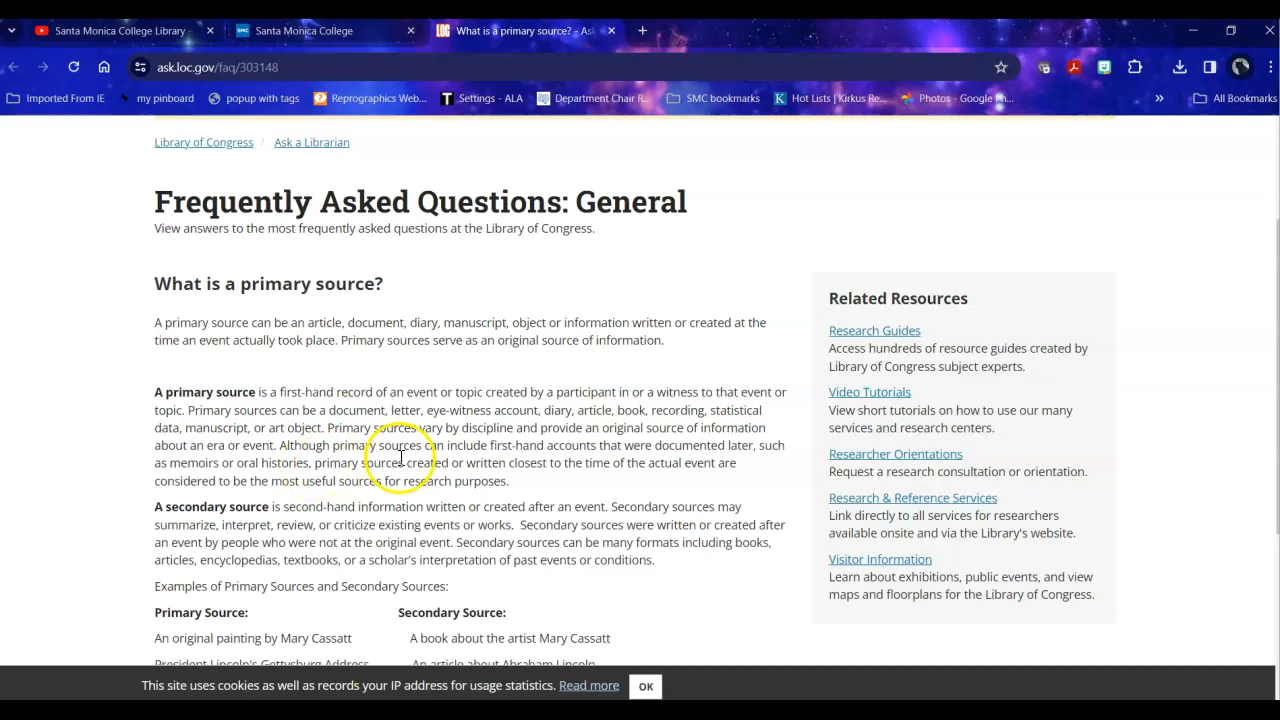 Santa Monica College Library -
Santa Monica College
What is a primary source? - Ask
ask.loc.gov/faq/303148
Imported From IE
my pinboard
popup with tags
Reprographics Web...
Settings - ALA
Department Chair R...
SMC bookmarks
Hot Lists | Kirkus Re...
Photos - Google Ph...
All Bookmarks
Library of Congress / Ask a Librarian
Frequently Asked Questions: General
View answers to the most frequently asked questions at the Library of Congress.
What is a primary source?
A primary source can be an article, document, diary, manuscript, object or information written or created at the
time an event actually took place. Primary sources serve as an original source of information.
A primary source is a first-hand record of an event or topic created by a participant in or a witness to that event or
topic. Primary sources can be a document, letter, eye-witness account, diary, article, book, recording, statistical
data, manuscript, or art object. Primary sources vary by discipline and provide an original source of information
about an era or event. Although primary sources can include first-hand accounts that were documented later, such
as memoirs or oral histories, primary sources created or written closest to the time of the actual event are
considered to be the most useful sources for research purposes.
A secondary source is second-hand information written or created after an event. Secondary sources may
summarize, interpret, review, or criticize existing events or works. Secondary sources were written or created after
an event by people who were not at the original event. Secondary sources can be many formats including books,
articles, encyclopedias, textbooks, or a scholar's interpretation of past events or conditions.
Examples of Primary Sources and Secondary Sources:
Primary Source: Secondary Source:
An original painting by Mary Cassatt A book about the artist Mary Cassatt
President Lincoln's Gettysburg Address An article about Abraham Lincoln
Related Resources
Research Guides
Access hundreds of resource guides created by
Library of Congress subject experts.
Video Tutorials
View short tutorials on how to use our many
services and research centers.
Researcher Orientations
Request a research consultation or orientation.
Research & Reference Services
Link directly to all services for researchers
available onsite and via the Library's website.
Visitor Information
Learn about exhibitions, public events, and view
maps and floorplans for the Library of Congress.
This site uses cookies as well as records your IP address for usage statistics. Read more OK